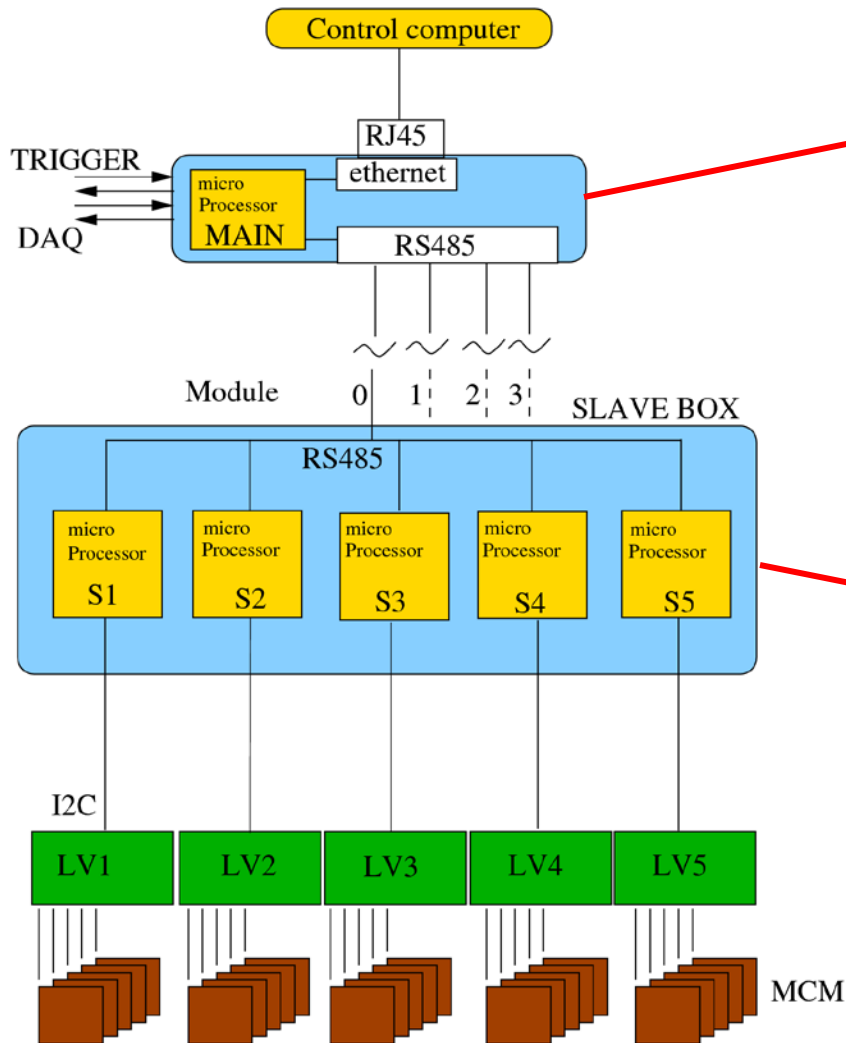 Control computer
RJ45
TRIGGER
ethernet
micro
Processor
MAIN
DAQ
RS485
Module 0 1 2 3
SLAVE BOX
RS485
micro
Processor
S1
micro
Processor
S2
micro
Processor
S3
micro
Processor
S4
micro
Processor
S5
I2C
LV1 LV2 LV3 LV4 LV5
MCM